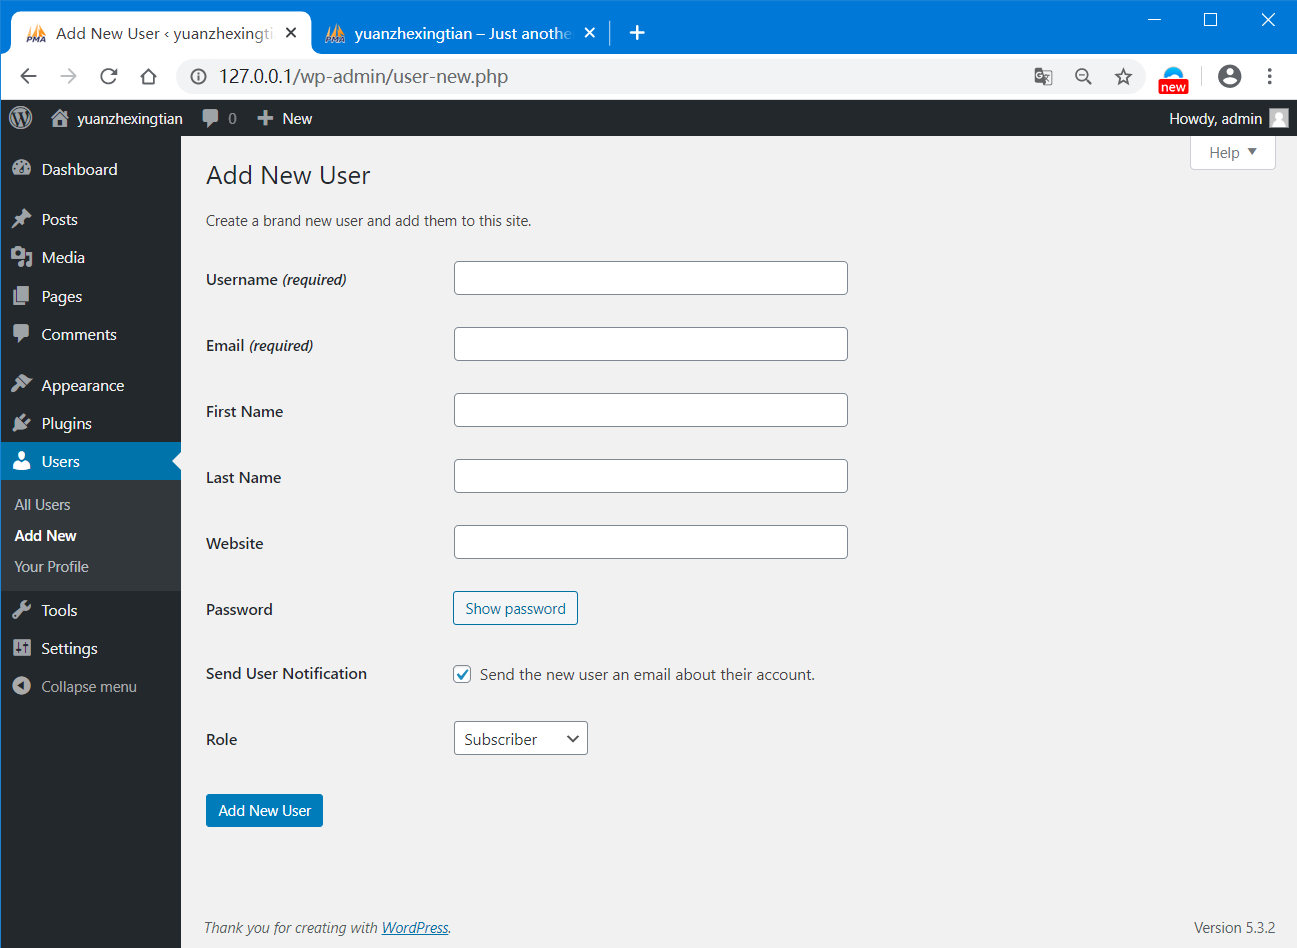 Add New User ‹ yuanzhexingti
yuanzhexingtian – Just anothe
127.0.0.1/wp-admin/user-new.php
new
yuanzhexingtian
0
New
Howdy, admin
Help
Dashboard
Posts
Media
Pages
Comments
Appearance
Plugins
Users
All Users
Add New
Your Profile
Tools
Settings
Collapse menu
Add New User
Create a brand new user and add them to this site.
Username (required)
Email (required)
First Name
Last Name
Website
Password
Show password
Send User Notification
Send the new user an email about their account.
Role
Subscriber
Add New User
Thank you for creating with WordPress.
Version 5.3.2